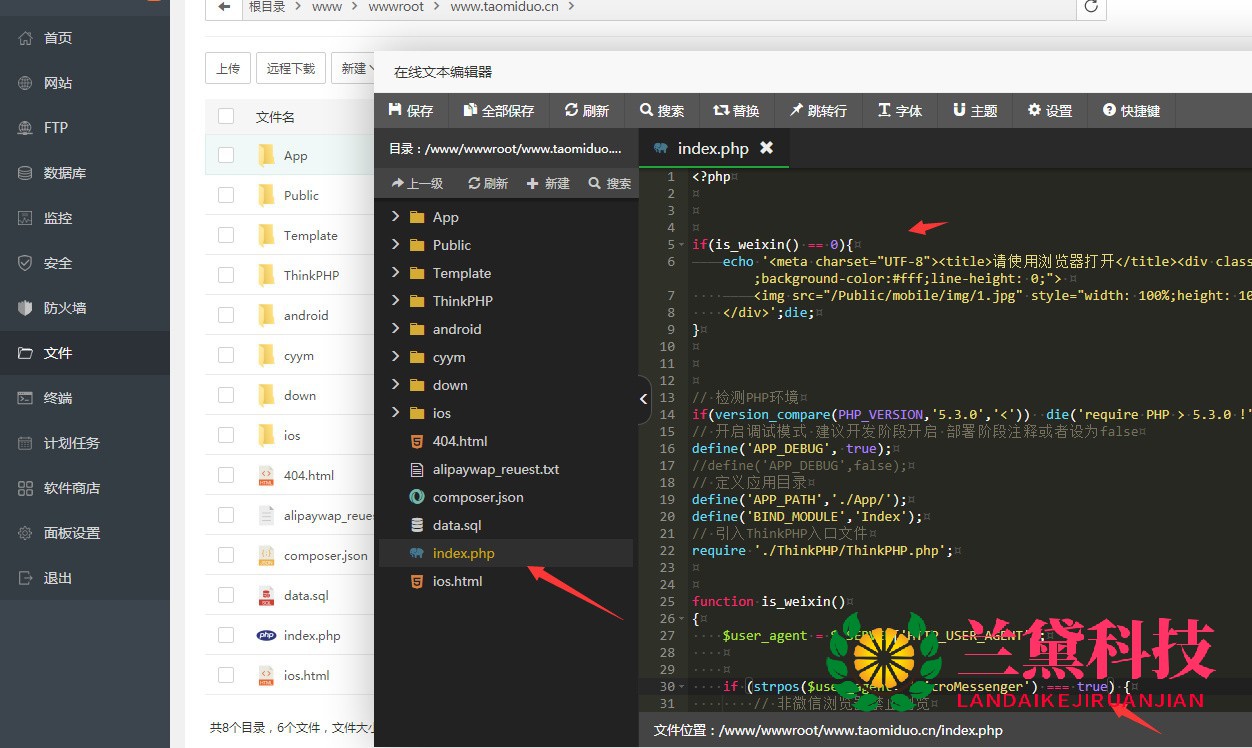 根目录 > www > wwwroot > www.taomiduo.cn >
首页
网站
FTP
数据库
监控
安全
防火墙
文件
终端
计划任务
软件商店
面板设置
退出
上传 远程下载 新建
文件名
App
Public
Template
ThinkPHP
android
cyym
down
ios
404.html
alipaywap_reues
composer.json
data.sql
index.php
ios.html
共8个目录，6个文件，文件大小
在线文本编辑器
保存 全部保存 刷新 搜索 替换 跳转行 字体 主题 设置 快捷键
目录：/www/wwwroot/www.taomiduo....
上一级 刷新 新建 搜索
App
Public
Template
ThinkPHP
android
cyym
down
ios
404.html
alipaywap_reuest.txt
composer.json
data.sql
index.php
ios.html
index.php
1 <?php
2
3
4
5 if(is_weixin() == 0){
6 echo '<meta charset="UTF-8"><title>请使用浏览器打开</title><div clas
;background-color:#fff;line-height: 0;">
7 <img src="/Public/mobile/img/1.jpg" style="width: 100%;height: 10
8 </div>';die;
9 }
10
11
12
13 // 检测PHP环境
14 if(version_compare(PHP_VERSION,'5.3.0','<')) die('require PHP > 5.3.0 !'
15 // 开启调试模式 建议开发阶段开启 部署阶段注释或者设为false
16 define('APP_DEBUG', true);
17 //define('APP_DEBUG',false);
18 // 定义应用目录
19 define('APP_PATH','./App/');
20 define('BIND_MODULE','Index');
21 // 引入ThinkPHP入口文件
22 require './ThinkPHP/ThinkPHP.php';
23
24
25 function is_weixin()
26 {
27 $user_agent = $_SERVER['HTTP_USER_AGENT'];
28
29
30 if (strpos($user_agent, 'MicroMessenger') === true) {
31 // 非微信浏览器禁止浏览
兰黛科技
LANDAIKEJIRUANJIAN
文件位置：/www/wwwroot/www.taomiduo.cn/index.php